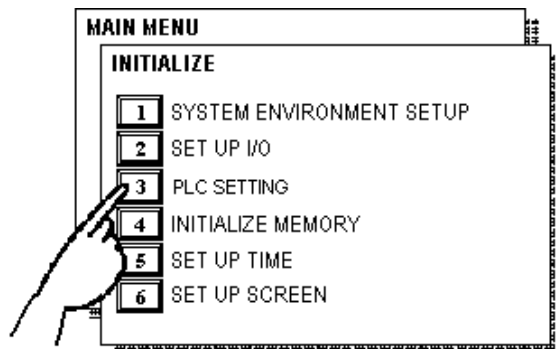 MAIN MENU
INITIALIZE
1 SYSTEM ENVIRONMENT SETUP
2 SET UP I/O
3 PLC SETTING
4 INITIALIZE MEMORY
5 SET UP TIME
6 SET UP SCREEN